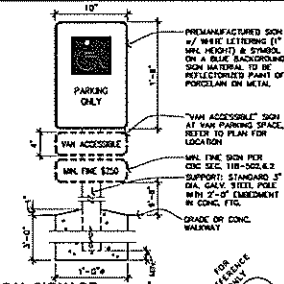 10"
PREMANUFACTURED SIGN
W/ WHITE LETTERING (1"
MIN. HEIGHT) & SYMBOL
ON A BLUE BACKGROUND
SIGN MATERIAL TO BE
REFLECTORIZED PAINT OF
PORCELAIN ON METAL.
1'-8"
PARKING
ONLY
"VAN ACCESSIBLE" SIGN
AT VAN PARKING SPACE,
REFER TO PLAN FOR
LOCATION
4"
VAN ACCESSIBLE
MIN. FINE $250
MIN. FINE SIGN PER
CBC SEC. 11B-502.6.2
SUPPORT: STANDARD 3"
DIA. GALV. STEEL POLE
WITH 2'-0" EMBEDMENT
IN CONC. FTG.
GRADE OR CONC.
WALKWAY
3'-0"
1'-0"ø
FOR
REFERENCE
ONLY
SIGNAGE